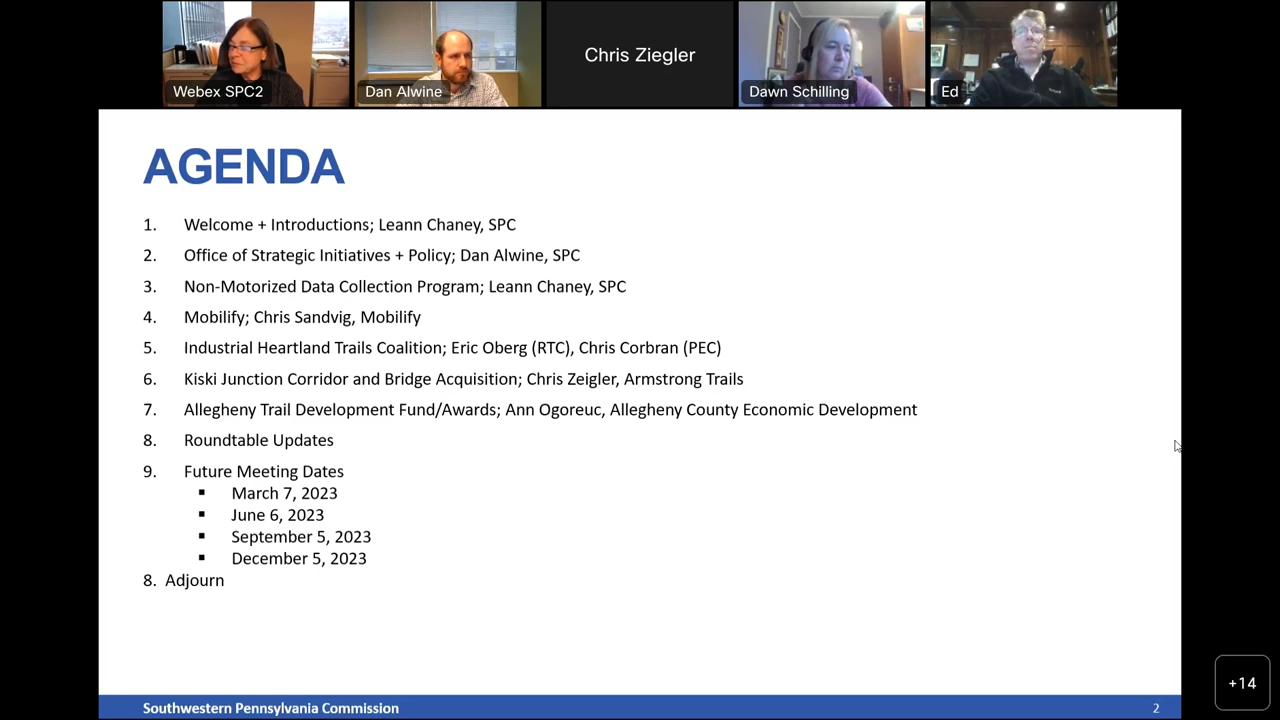 Webex SPC2
Dan Alwine
Chris Ziegler
Dawn Schilling
Ed
AGENDA
1. Welcome + Introductions; Leann Chaney, SPC
2. Office of Strategic Initiatives + Policy; Dan Alwine, SPC
3. Non-Motorized Data Collection Program; Leann Chaney, SPC
4. Mobilify; Chris Sandvig, Mobilify
5. Industrial Heartland Trails Coalition; Eric Oberg (RTC), Chris Corbran (PEC)
6. Kiski Junction Corridor and Bridge Acquisition; Chris Zeigler, Armstrong Trails
7. Allegheny Trail Development Fund/Awards; Ann Ogoreuc, Allegheny County Economic Development
8. Roundtable Updates
9. Future Meeting Dates
▪ March 7, 2023
▪ June 6, 2023
▪ September 5, 2023
▪ December 5, 2023
8. Adjourn
+14
Southwestern Pennsylvania Commission 2